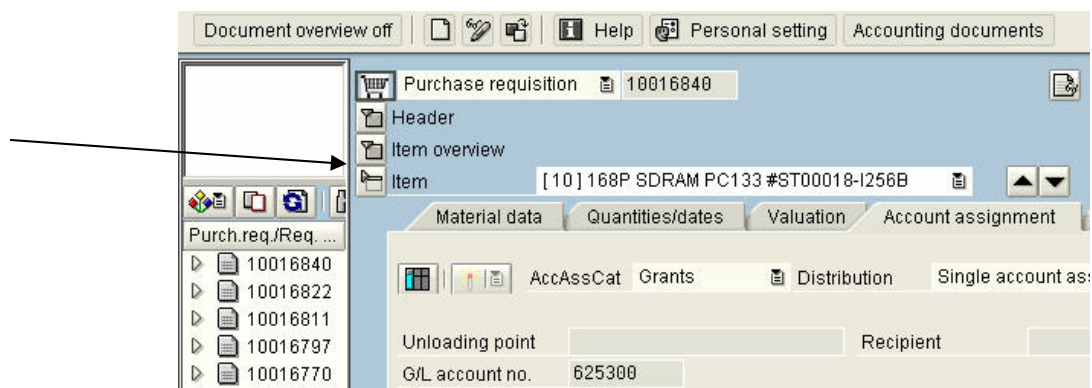 Document overview off Help Personal setting Accounting documents
Purchase requisition 10016840
Header
Item overview
Item [ 10 ] 168P SDRAM PC133 #ST00018-I256B
Material data Quantities/dates Valuation Account assignment
Purch.req./Req. ...
10016840
10016822
10016811
10016797
10016770
AccAssCat Grants Distribution Single account
Unloading point Recipient
G/L account no. 625300